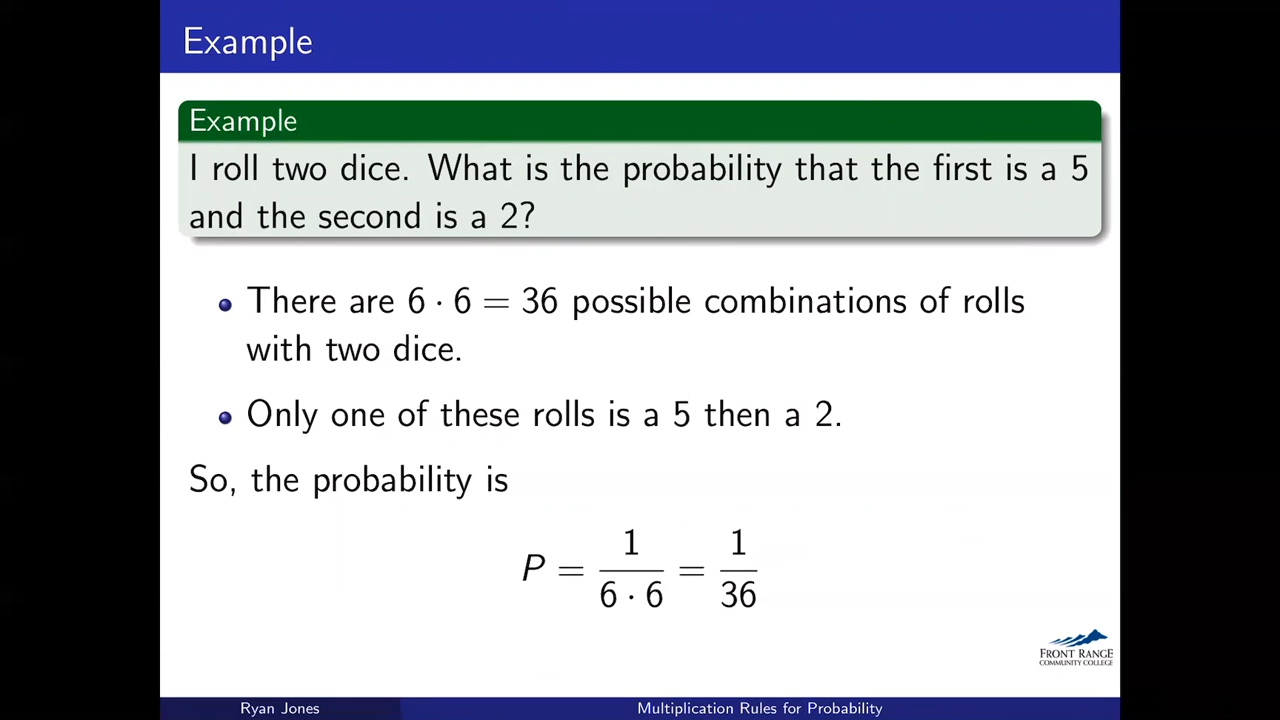 Example
Example
I roll two dice. What is the probability that the first is a 5
and the second is a 2?
There are 6 · 6 = 36 possible combinations of rolls
with two dice.
Only one of these rolls is a 5 then a 2.
So, the probability is
P = 1/(6 · 6) = 1/36
FRONT RANGE
COMMUNITY COLLEGE
Ryan Jones
Multiplication Rules for Probability